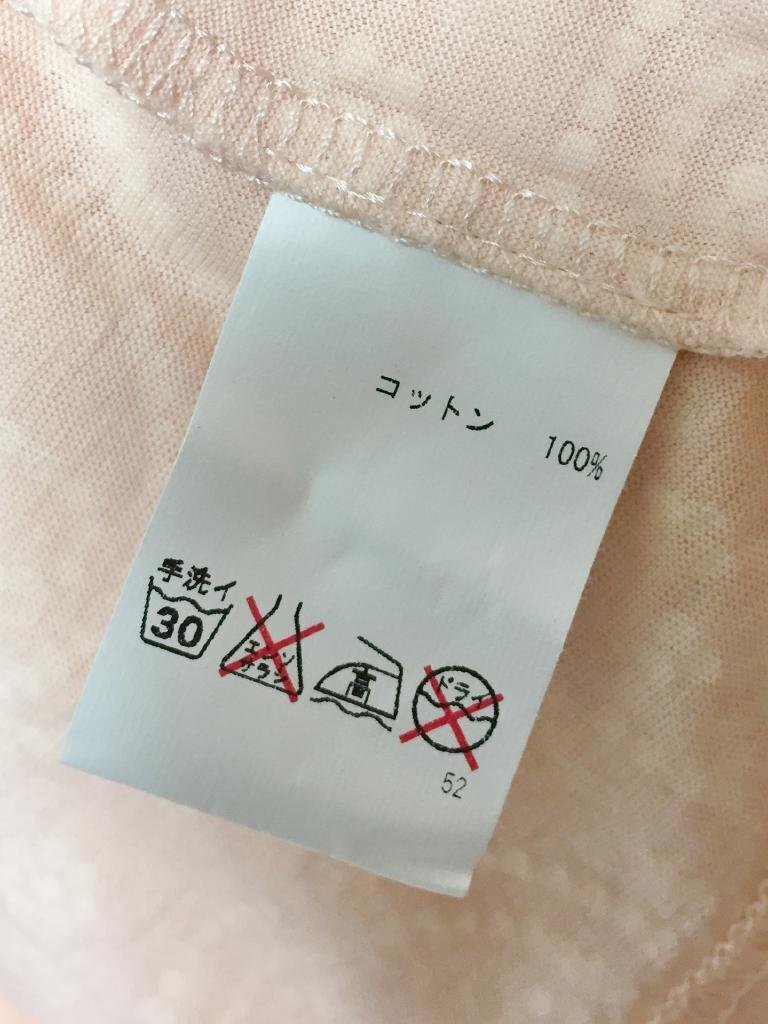 コットン 100%
手洗イ
30
エンソ
サラシ
高
ドライ
52